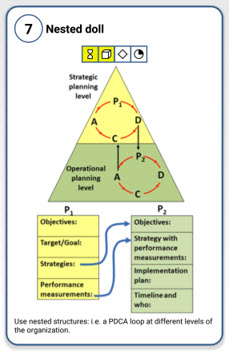 7 Nested doll
Strategic
planning
level
P1
A
D
C
P2
Operational
planning
level
A
D
C
P1
P2
Objectives:
Target/Goal:
Strategies:
Performance
measurements:
Objectives:
Strategy with
performance
measurements:
Implementation
plan:
Timeline and
who:
Use nested structures: i.e. a PDCA loop at different levels of
the organization.